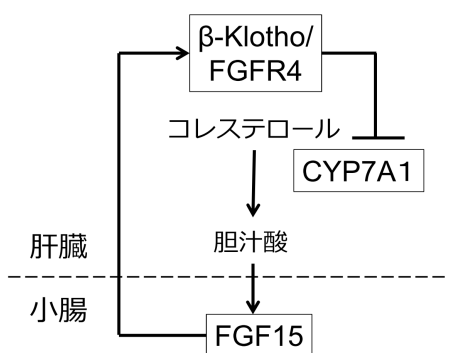 β-Klotho/
FGFR4
コレステロール
CYP7A1
肝臓
胆汁酸
小腸
FGF15